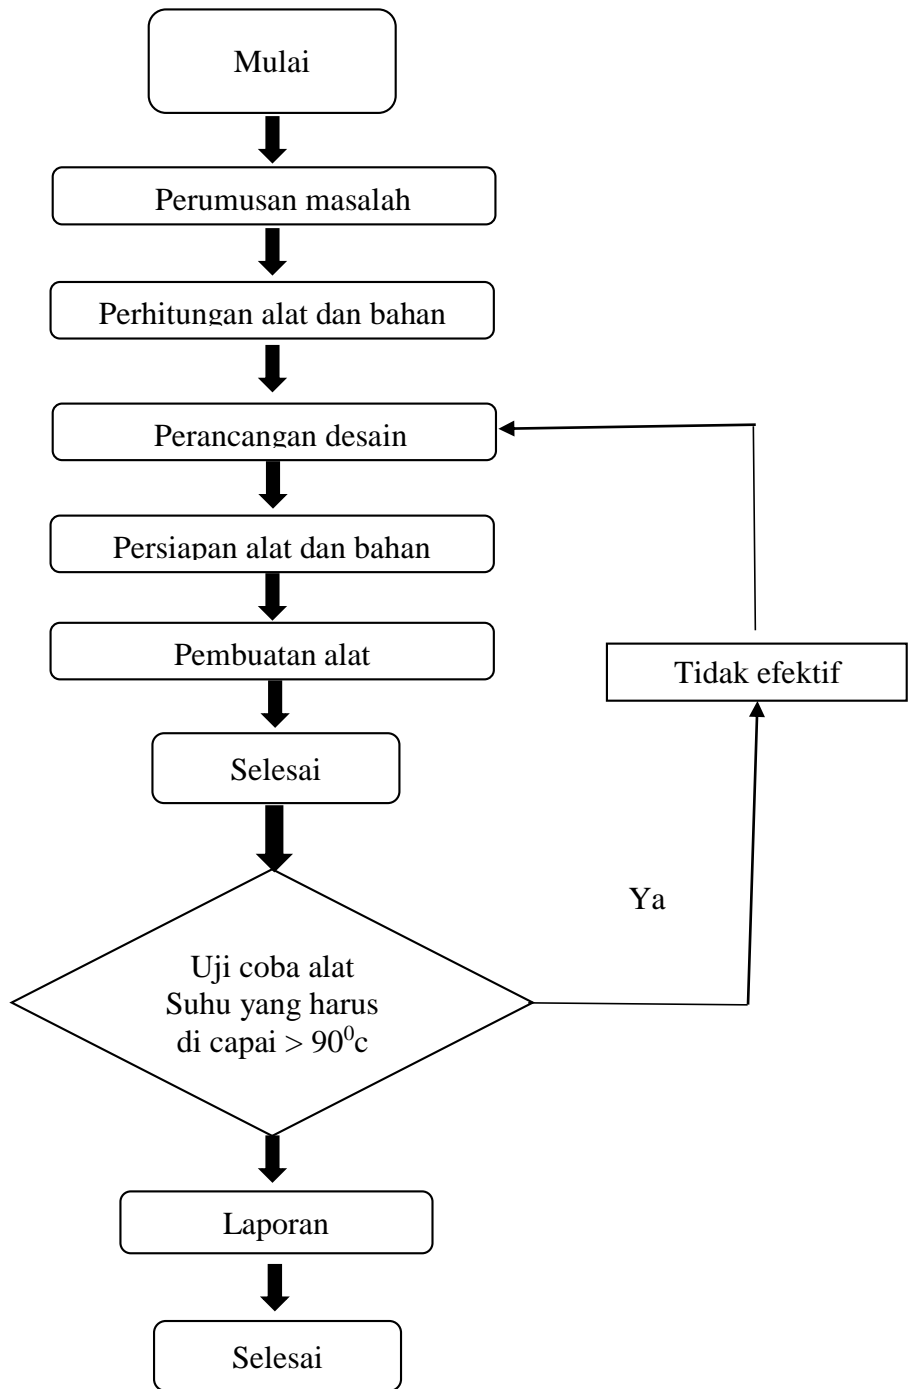 Mulai
Perumusan masalah
Perhitungan alat dan bahan
Perancangan desain
Persiapan alat dan bahan
Pembuatan alat
Tidak efektif
Selesai
Ya
Uji coba alat
Suhu yang harus
di capai > 90⁰c
Laporan
Selesai